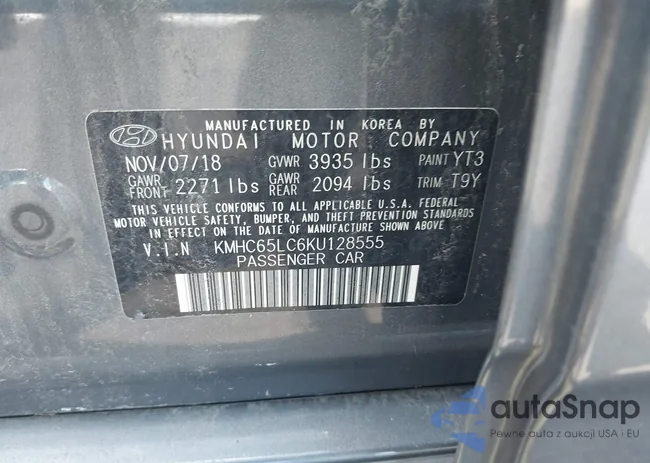 MANUFACTURED IN KOREA BY
HYUNDAI MOTOR COMPANY
NOV/07/18 GVWR 3935 lbs PAINT YT3
GAWR FRONT 2271 lbs GAWR REAR 2094 lbs TRIM T9Y
THIS VEHICLE CONFORMS TO ALL APPLICABLE U.S.A. FEDERAL
MOTOR VEHICLE SAFETY, BUMPER, AND THEFT PREVENTION STANDARDS
IN EFFECT ON THE DATE OF MANUFACTURE SHOWN ABOVE.
V.I.N KMHC65LC6KU128555
PASSENGER CAR
autaSnap
Pewne auta z aukcji USA i EU